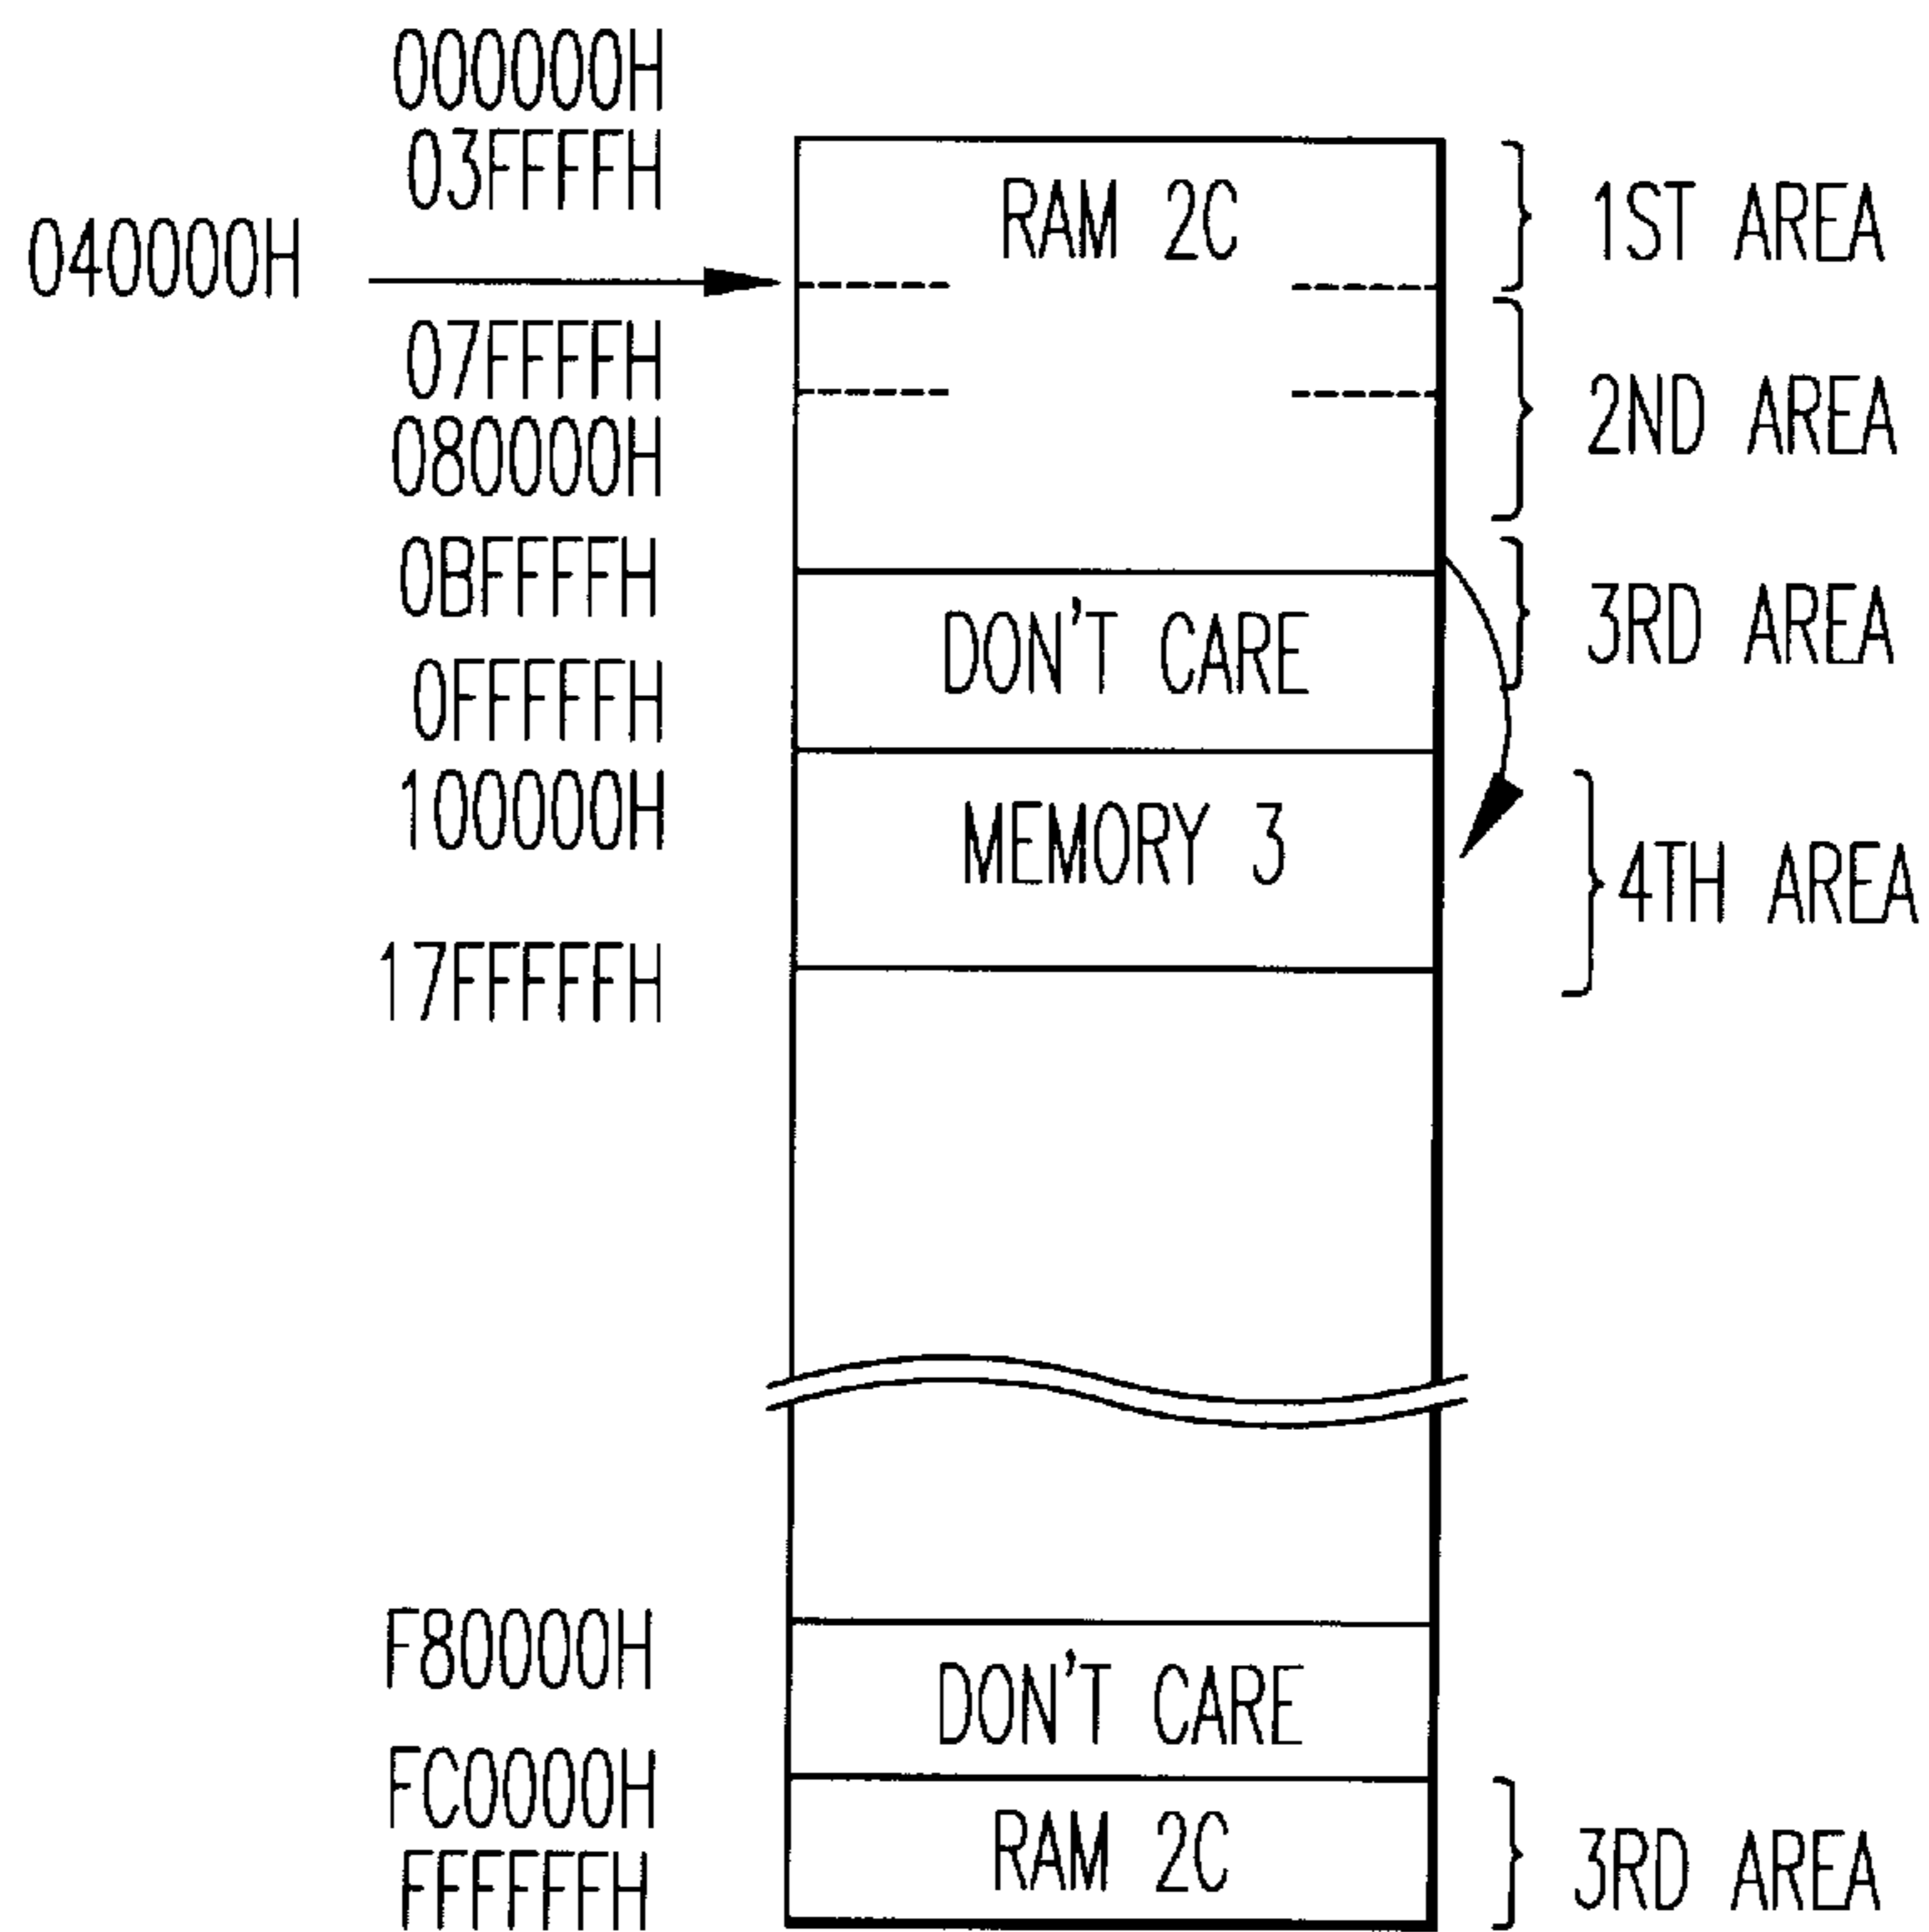 000000H
03FFFFH
040000H
07FFFFH
080000H
0BFFFFH
0FFFFFH
100000H
17FFFFFH
F80000H
FC0000H
FFFFFFH
RAM 2C
DON'T CARE
MEMORY 3
DON'T CARE
RAM 2C
1ST AREA
2ND AREA
3RD AREA
4TH AREA
3RD AREA